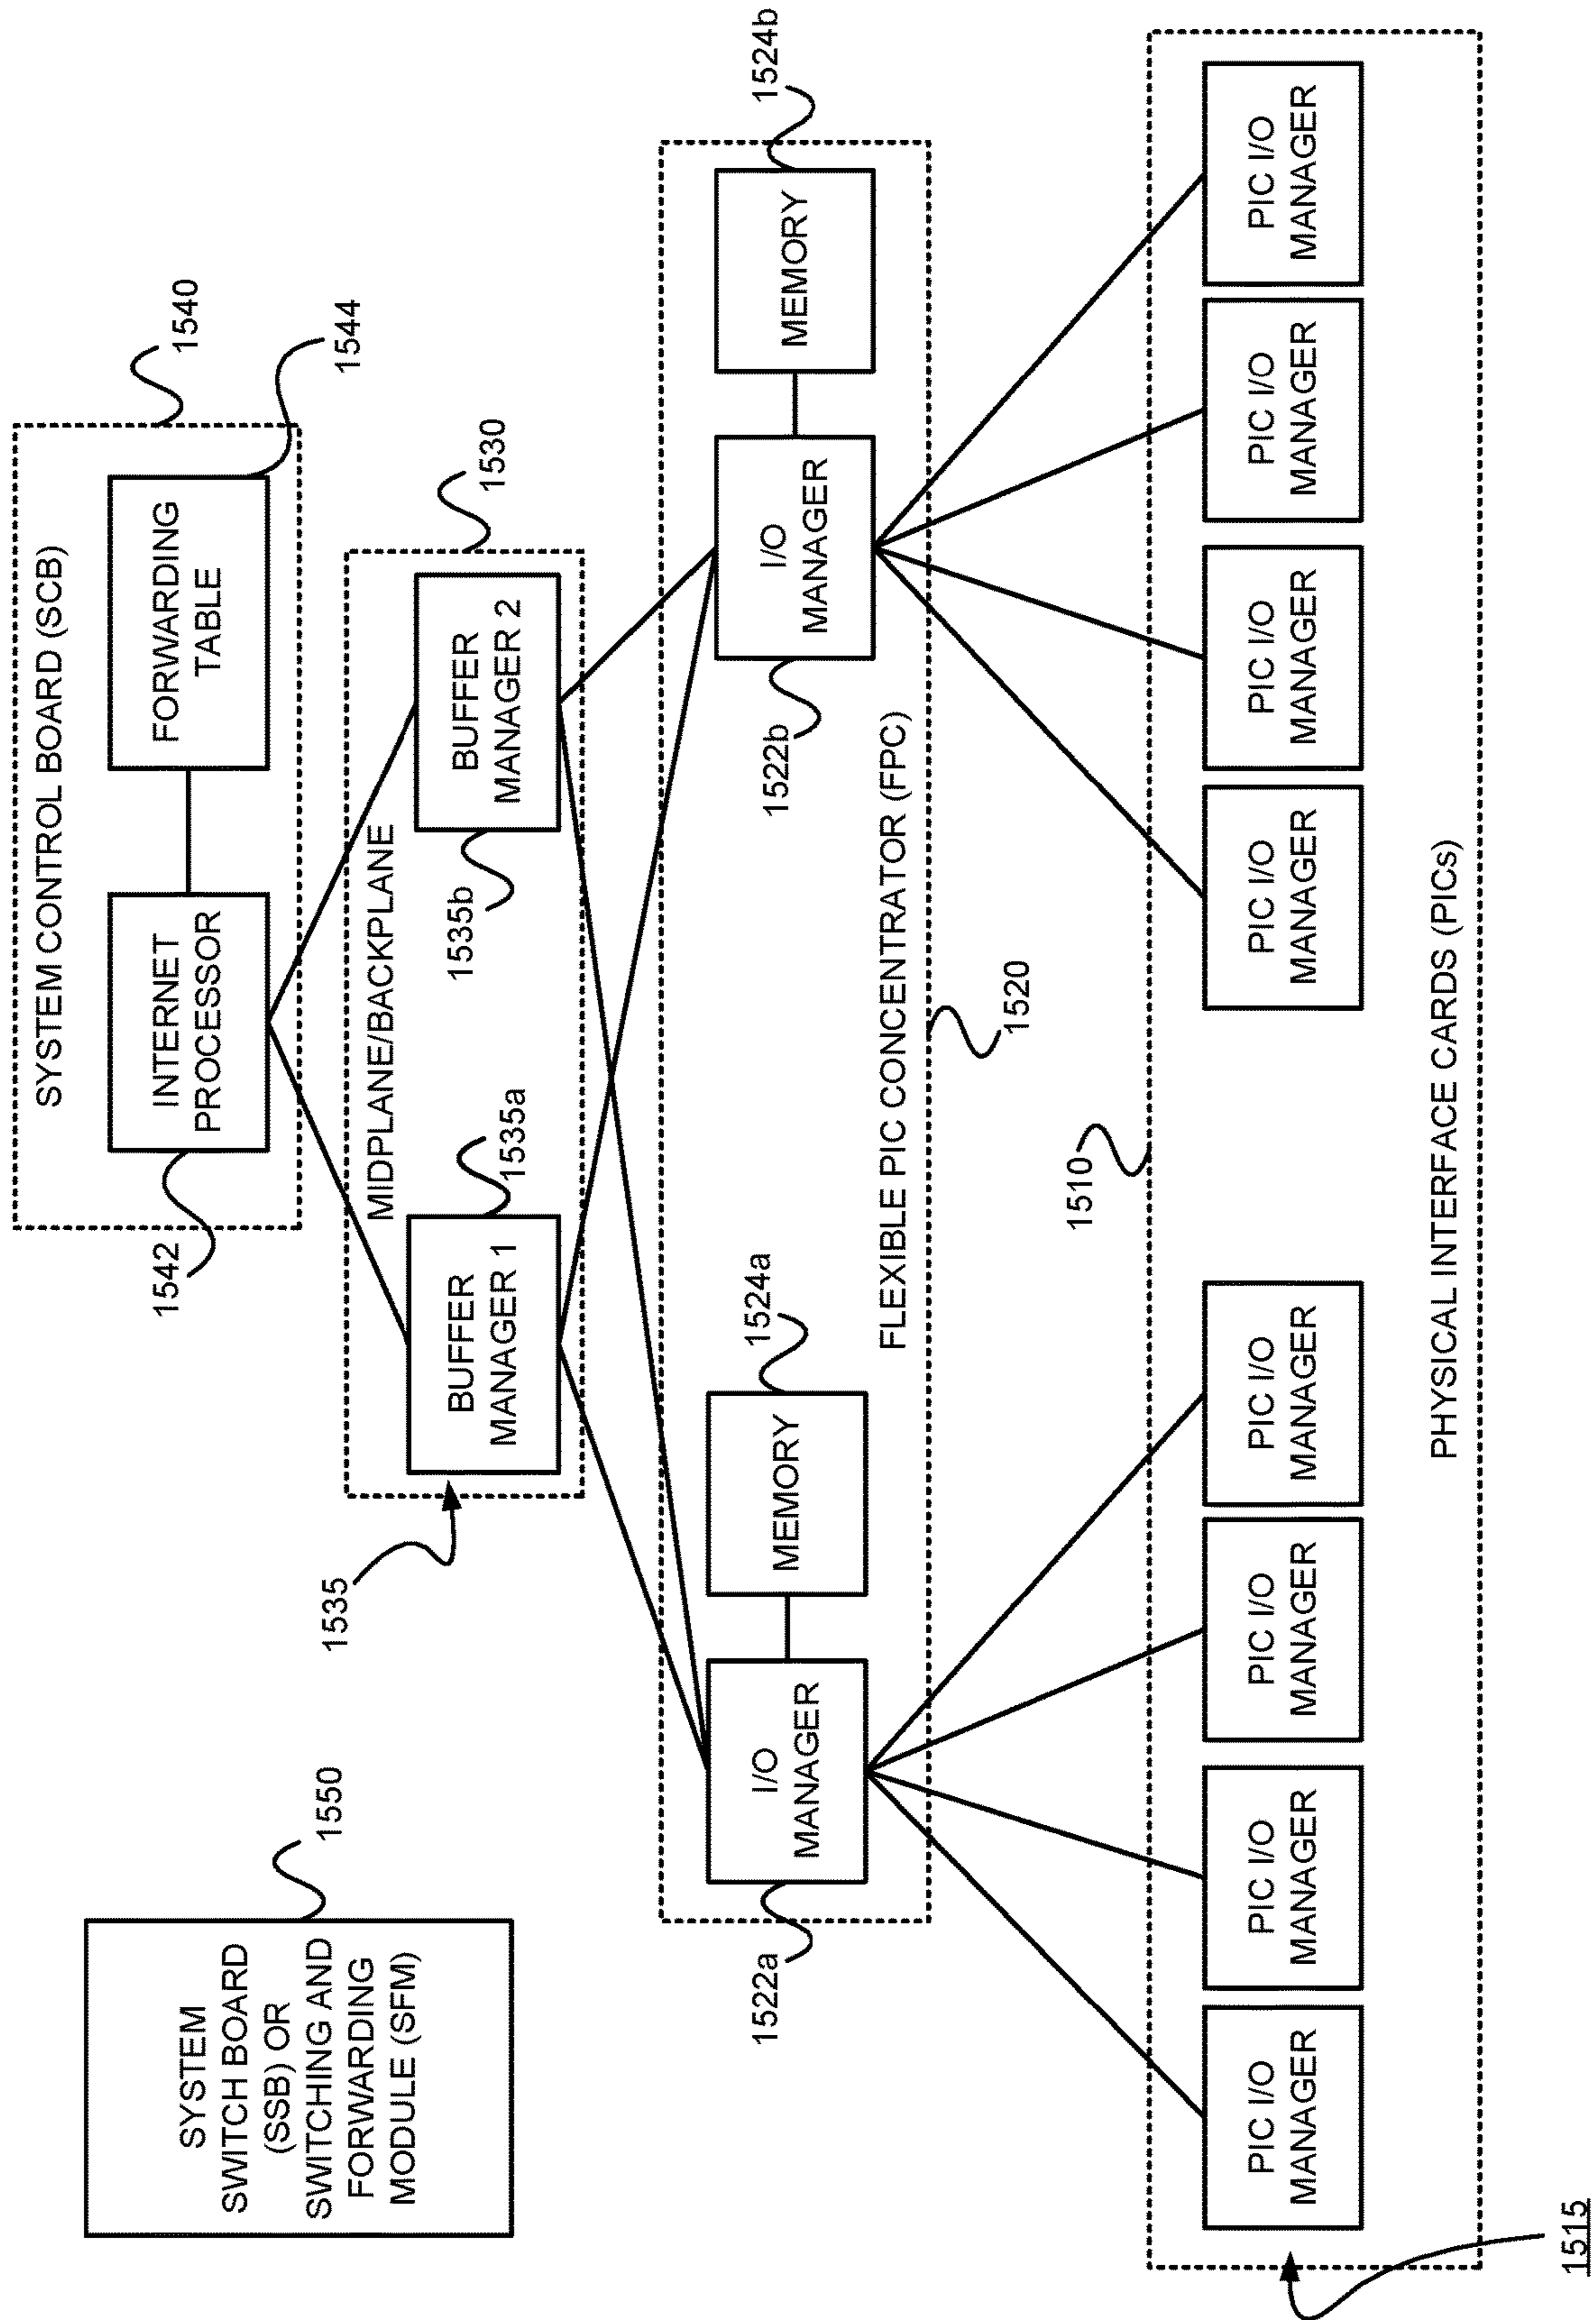 SYSTEM
SWITCH BOARD
(SSB) OR
SWITCHING AND
FORWARDING
MODULE (SFM)
1550
SYSTEM CONTROL BOARD (SCB)
INTERNET
PROCESSOR
FORWARDING
TABLE
1542
1540
1544
MIDPLANE/BACKPLANE
1535
BUFFER
MANAGER 1
1535a
BUFFER
MANAGER 2
1535b
1530
I/O
MANAGER
1522a
MEMORY
1524a
I/O
MANAGER
1522b
MEMORY
1524b
FLEXIBLE PIC CONCENTRATOR (FPC)
1520
1510
PIC I/O
MANAGER
PIC I/O
MANAGER
PIC I/O
MANAGER
PIC I/O
MANAGER
PIC I/O
MANAGER
PIC I/O
MANAGER
PIC I/O
MANAGER
PIC I/O
MANAGER
PHYSICAL INTERFACE CARDS (PICs)
1515